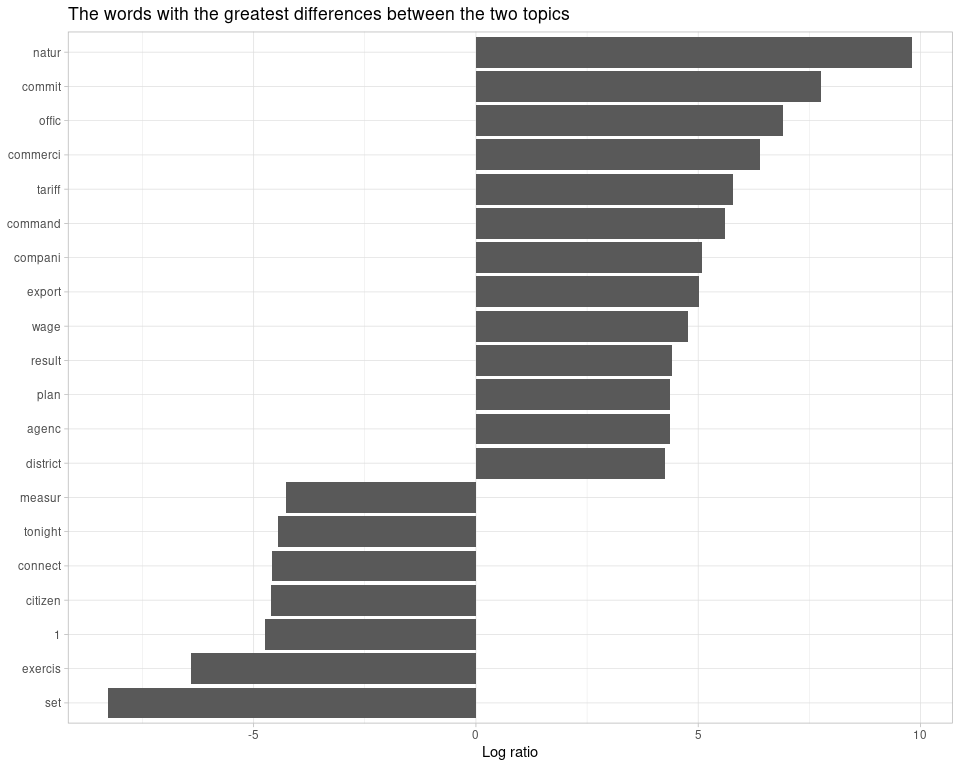 The words with the greatest differences between the two topics
natur
commit
offic
commerci
tariff
command
compani
export
wage
result
plan
agenc
district
measur
tonight
connect
citizen
1
exercis
set
-5 0 5 10
Log ratio